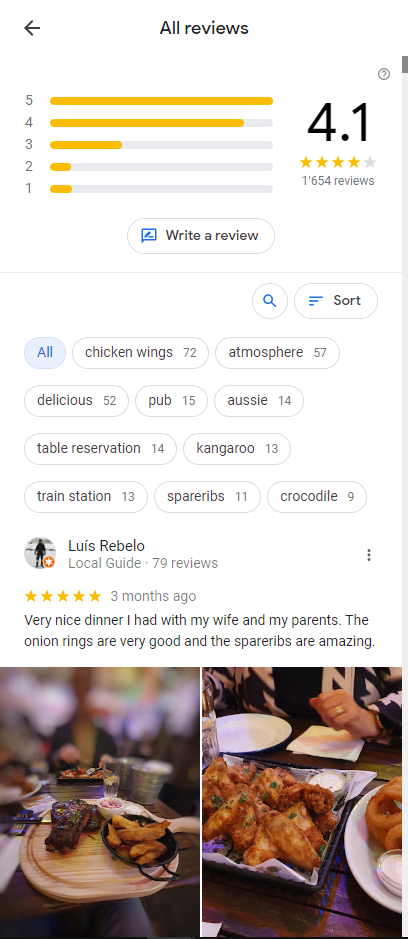 All reviews
5
4
3
2
1
4.1
1'654 reviews
Write a review
Sort
All
chicken wings 72
atmosphere 57
delicious 52
pub 15
aussie 14
table reservation 14
kangaroo 13
train station 13
spareribs 11
crocodile 9
Luís Rebelo
Local Guide · 79 reviews
3 months ago
Very nice dinner I had with my wife and my parents. The
onion rings are very good and the spareribs are amazing.